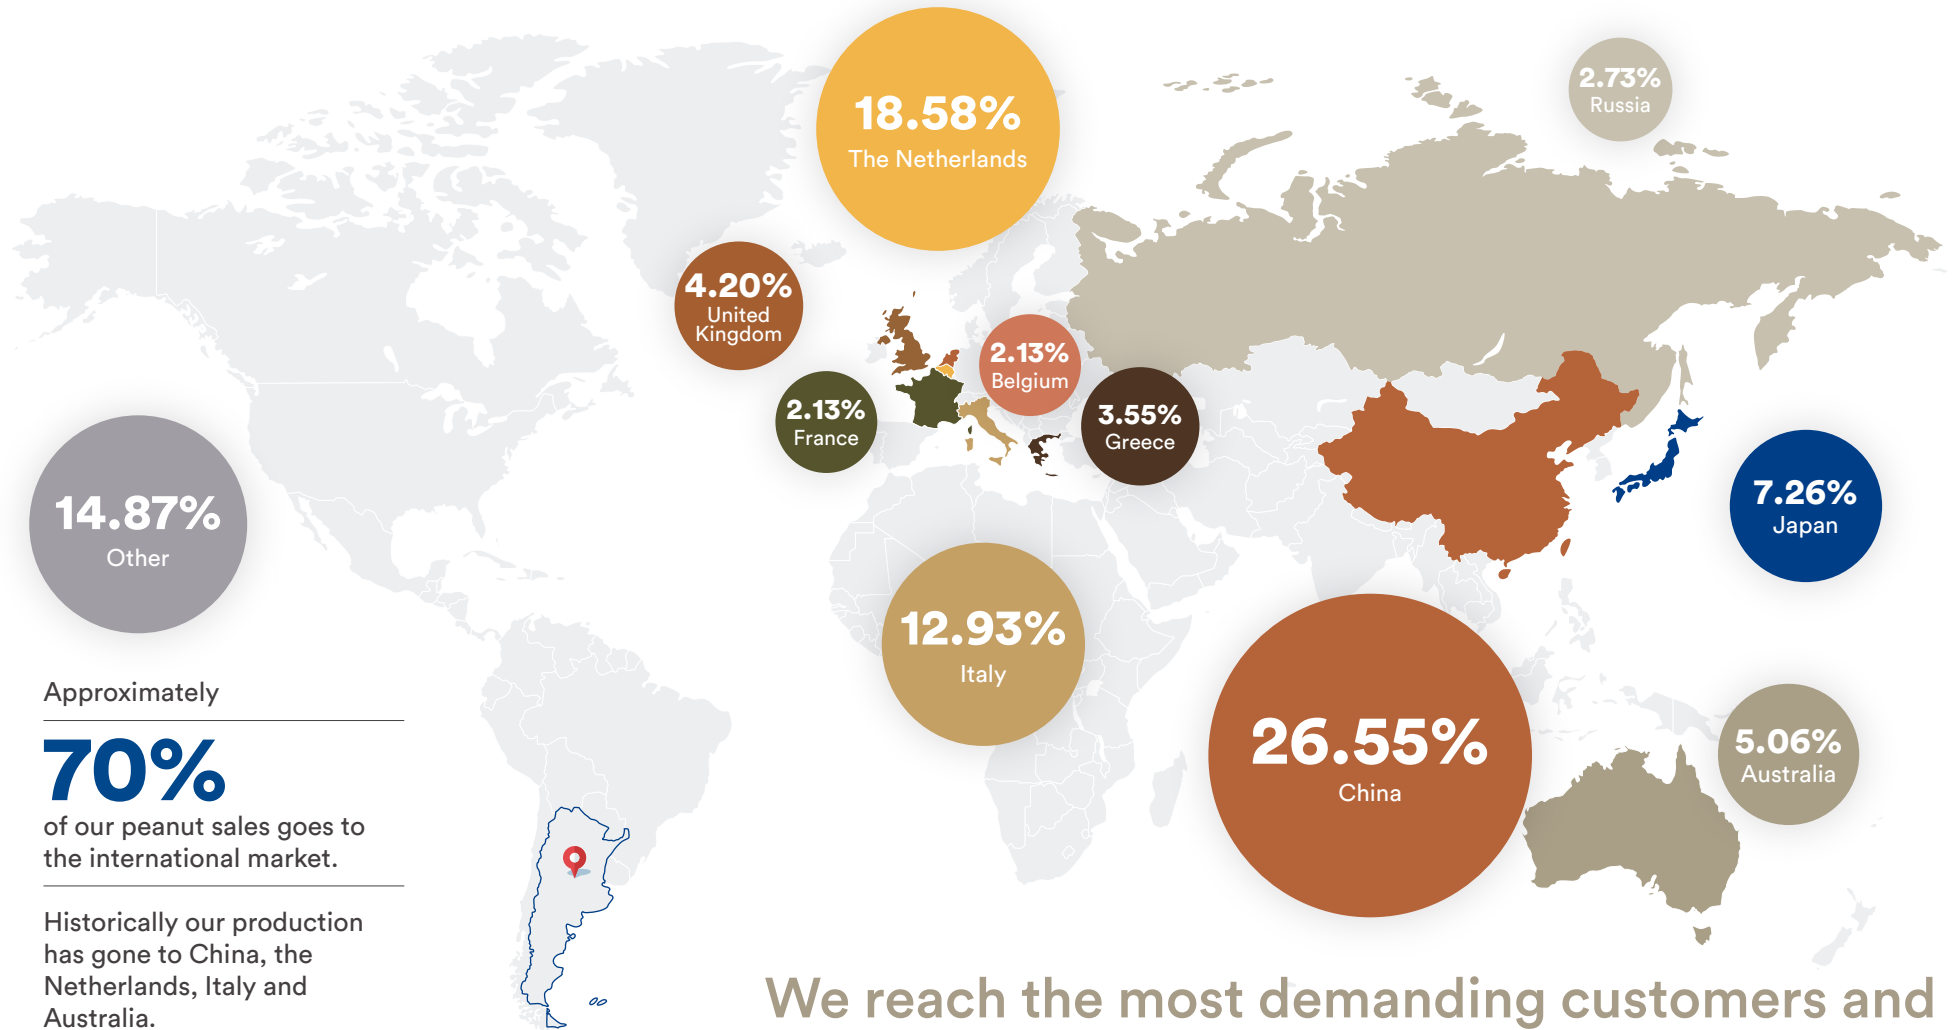 18.58%
The Netherlands
2.73%
Russia
4.20%
United
Kingdom
2.13%
Belgium
2.13%
France
3.55%
Greece
14.87%
Other
7.26%
Japan
12.93%
Italy
26.55%
China
5.06%
Australia
Approximately
70%
of our peanut sales goes to
the international market.
Historically our production
has gone to China, the
Netherlands, Italy and
Australia.
We reach the most demanding customers and